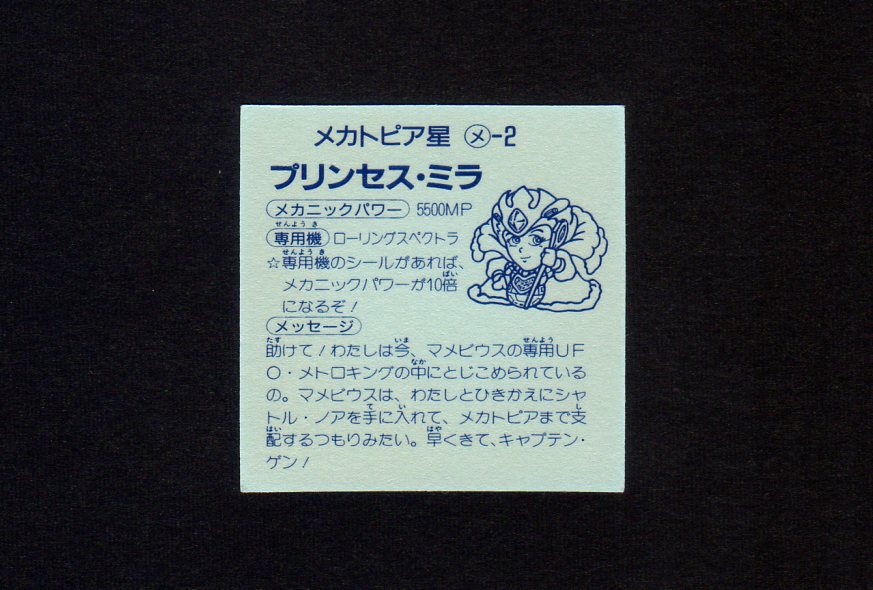 メカトピア星 ㋱-2
プリンセス・ミラ
メカニックパワー 5500MP
専用機 ローリングスペクトラ
☆専用機のシールがあれば、
メカニックパワーが10倍
になるぞ!
メッセージ
助けて!わたしは今、マメビウスの専用UF
O・メトロキングの中にとじこめられている
の。マメビウスは、わたしとひきかえにシャ
トル・ノアを手に入れて、メカトピアまで支
配するつもりみたい。早くきて、キャプテン・
ゲン!